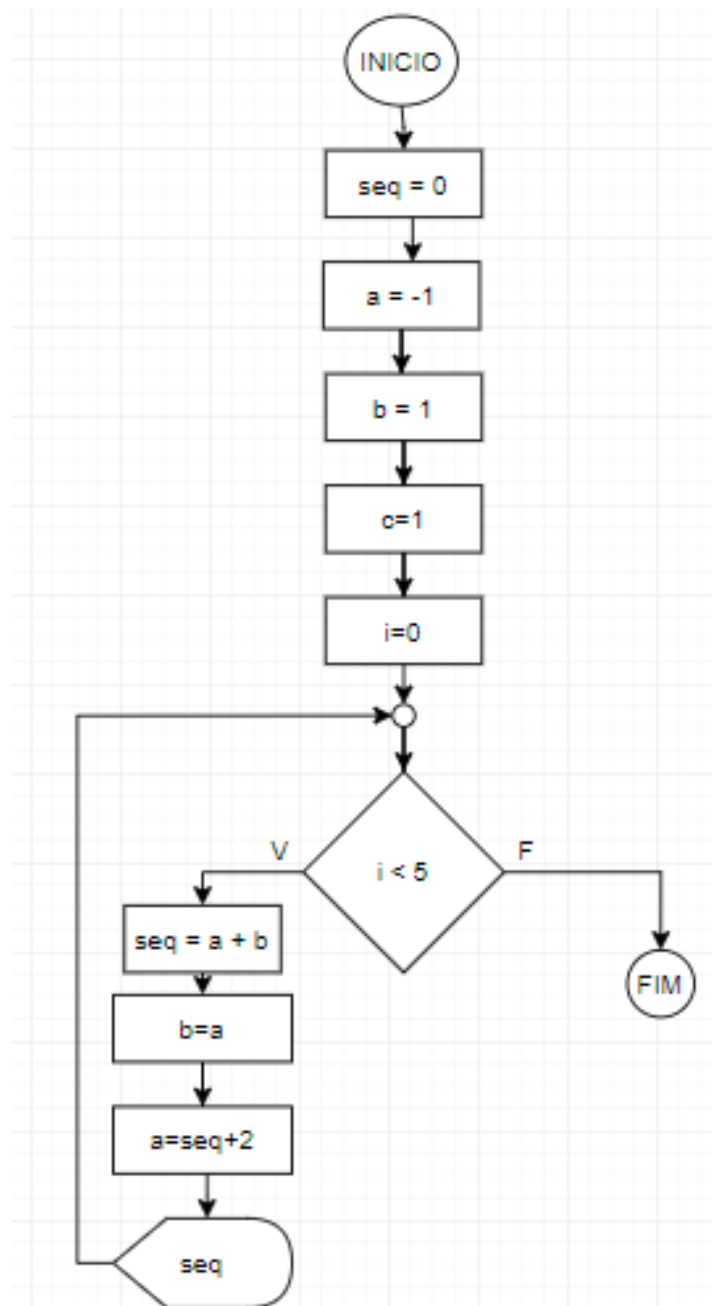 INICIO
seq = 0
a = -1
b = 1
c=1
i=0
V
i < 5
F
seq = a + b
FIM
b=a
a=seq+2
seq